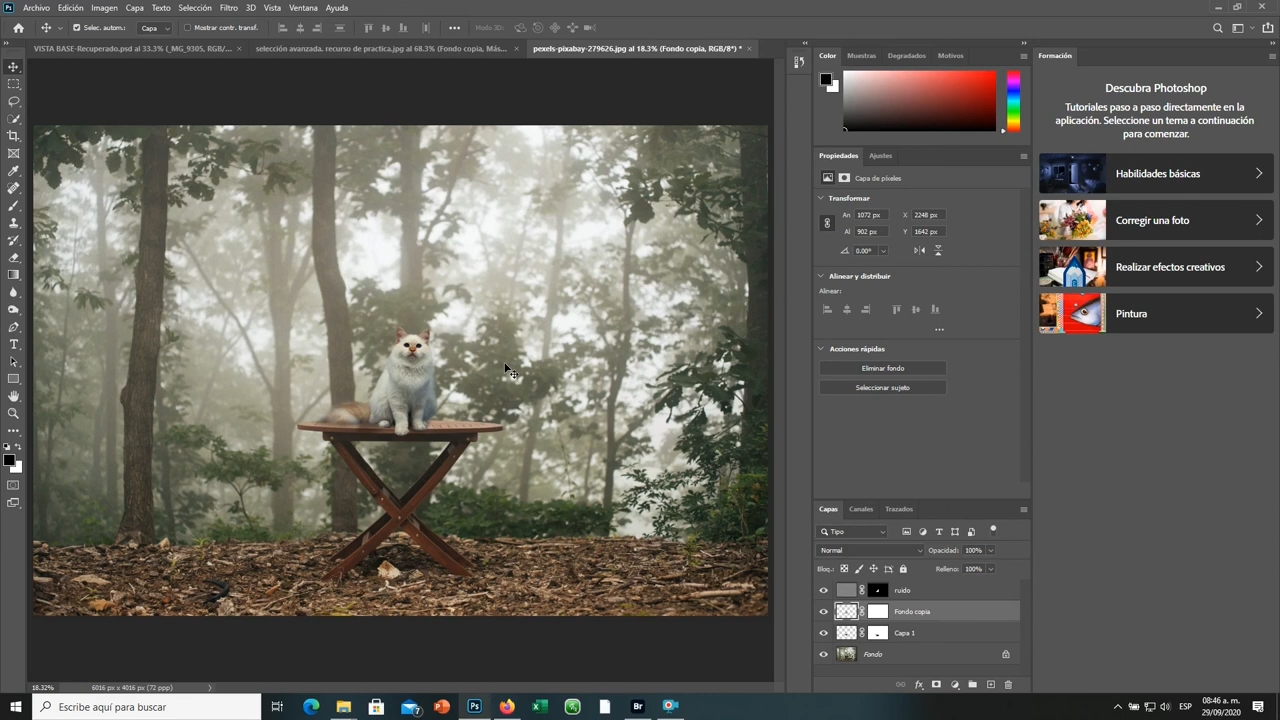 Archivo Edición Imagen Capa Texto Selección Filtro 3D Vista Ventana Ayuda
Selec. autom.: Capa Mostrar contr. transf. Modo 3D:
VISTA BASE-Recuperado.psd al 33.3% (_MG_9305, RGB/... × selección avanzada. recurso de practica.jpg al 68.3% (Fondo copia, Más... × pexels-pixabay-279626.jpg al 18.3% (Fondo copia, RGB/8*) * ×
Color Muestras Degradados Motivos
Formación
Descubra Photoshop
Tutoriales paso a paso directamente en la
aplicación. Seleccione un tema a continuación
para comenzar.
Habilidades básicas
Corregir una foto
Realizar efectos creativos
Pintura
Propiedades Ajustes
Capa de píxeles
Transformar
An 1072 px X 2248 px
Al 902 px Y 1642 px
0.00°
Alinear y distribuir
Alinear:
Acciones rápidas
Eliminar fondo
Seleccionar sujeto
Capas Canales Trazados
Tipo
Normal Opacidad: 100%
Bloq.: Relleno: 100%
ruido
Fondo copia
Capa 1
Fondo
18.32% 6016 px x 4016 px (72 ppp)
Escribe aquí para buscar
ESP
08:46 a. m.
29/09/2020